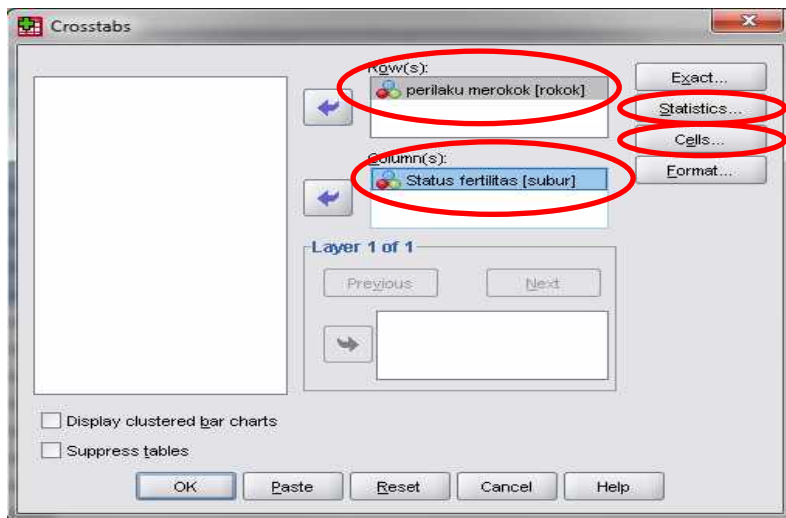 Crosstabs
Row(s):
perilaku merokok [rokok]
Exact...
Statistics...
Cells...
Format...
Column(s):
Status fertilitas [subur]
Layer 1 of 1
Previous
Next
Display clustered bar charts
Suppress tables
OK
Paste
Reset
Cancel
Help